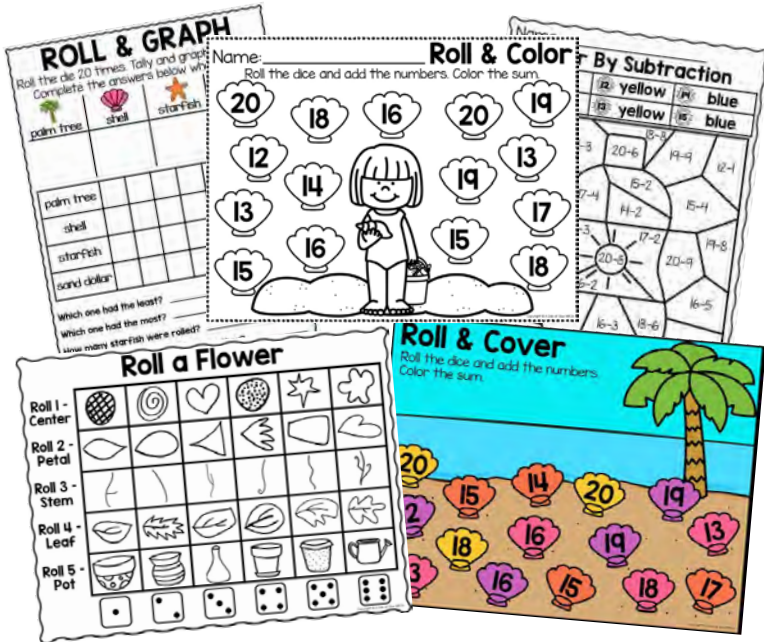 ROLL & GRAPH
Roll the die 20 times. Tally and graph
Complete the answers below
palm tree
shell
starfish
palm tree
shell
starfish
sand dollar
Which one had the least?
Which one had the most?
How many starfish were rolled?
Name:
Roll & Color
Roll the dice and add the numbers. Color the sum.
20
18
16
20
19
12
14
19
13
13
17
16
15
15
18
By Subtraction
12 yellow 14 blue
13 yellow 15 blue
20-6
19-9
12-1
15-2
14-2
15-4
17-2
19-8
20-5
20-9
16-5
16-3
18-6
Roll a Flower
Roll 1 -
Center
Roll 2 -
Petal
Roll 3 -
Stem
Roll 4 -
Leaf
Roll 5 -
Pot
Roll & Cover
Roll the dice and add the numbers.
Color the sum.
20
15
14
20
19
18
16
19
13
16
15
18
17